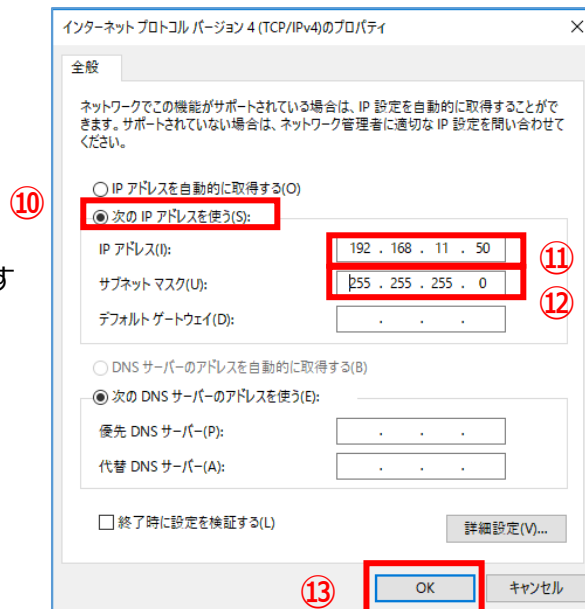 インターネット プロトコル バージョン 4 (TCP/IPv4)のプロパティ
全般
ネットワークでこの機能がサポートされている場合は、IP 設定を自動的に取得することがで
きます。サポートされていない場合は、ネットワーク管理者に適切な IP 設定を問い合わせて
ください。
IP アドレスを自動的に取得する(O)
⑩
次の IP アドレスを使う(S):
IP アドレス(I): 192 . 168 . 11 . 50
⑪
す
サブネット マスク(U): 255 . 255 . 255 . 0
⑫
デフォルト ゲートウェイ(D): . . .
DNS サーバーのアドレスを自動的に取得する(B)
次の DNS サーバーのアドレスを使う(E):
優先 DNS サーバー(P): . . .
代替 DNS サーバー(A): . . .
終了時に設定を検証する(L)
詳細設定(V)...
⑬
OK キャンセル